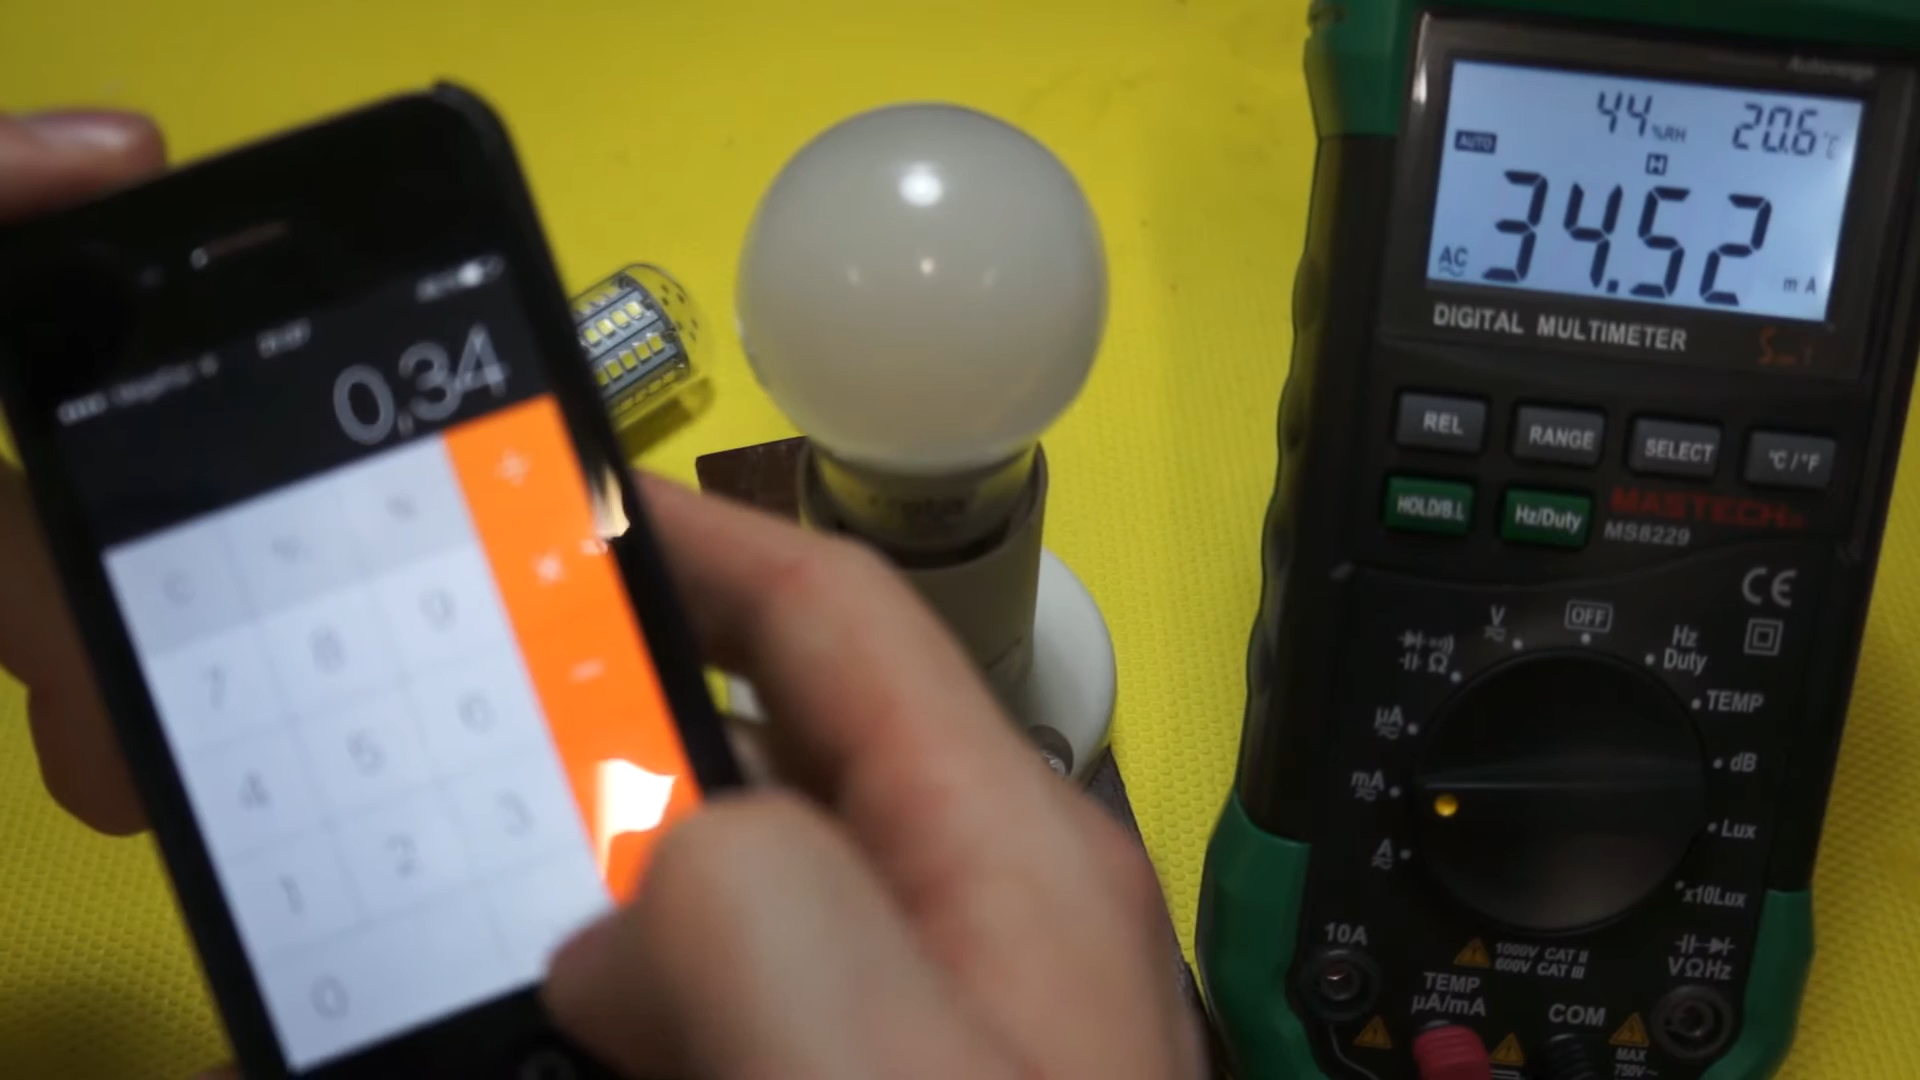 0,34
7 8 9
4 5 6
1 2 3
0
44 %RH 20.6 °C
AUTO
H
AC 34.52 mA
DIGITAL MULTIMETER
REL RANGE SELECT °C/°F
HOLD/B.L Hz/Duty
MASTECH
MS8229
CE
V
OFF
Hz
Duty
Ω
TEMP
µA
dB
mA
Lux
A
x10Lux
10A
1000V CAT II
600V CAT III
VΩHz
TEMP
µA/mA
COM
MAX
750V~